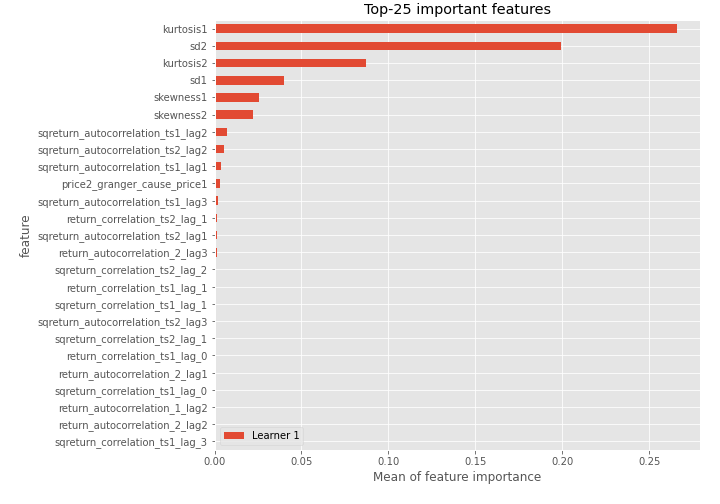 Top-25 important features
kurtosis1
sd2
kurtosis2
sd1
skewness1
skewness2
sqreturn_autocorrelation_ts1_lag2
sqreturn_autocorrelation_ts2_lag2
sqreturn_autocorrelation_ts1_lag1
price2_granger_cause_price1
sqreturn_autocorrelation_ts1_lag3
return_correlation_ts2_lag_1
sqreturn_autocorrelation_ts2_lag1
return_autocorrelation_2_lag3
sqreturn_correlation_ts2_lag_2
return_correlation_ts1_lag_1
sqreturn_correlation_ts1_lag_1
sqreturn_autocorrelation_ts2_lag3
sqreturn_correlation_ts2_lag_1
return_correlation_ts1_lag_0
return_autocorrelation_2_lag1
sqreturn_correlation_ts1_lag_0
return_autocorrelation_1_lag2
return_autocorrelation_2_lag2
sqreturn_correlation_ts1_lag_3
feature
Learner 1
0.00 0.05 0.10 0.15 0.20 0.25
Mean of feature importance